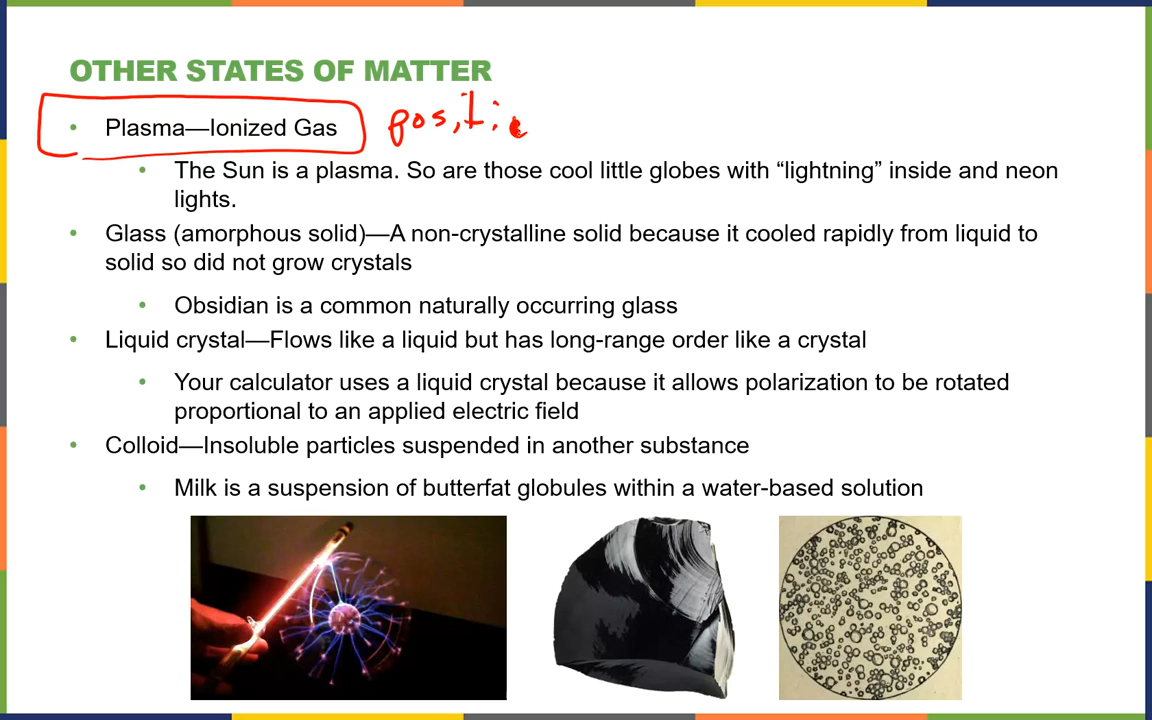 OTHER STATES OF MATTER
• Plasma—Ionized Gas
• The Sun is a plasma. So are those cool little globes with “lightning” inside and neon
lights.
• Glass (amorphous solid)—A non-crystalline solid because it cooled rapidly from liquid to
solid so did not grow crystals
• Obsidian is a common naturally occurring glass
• Liquid crystal—Flows like a liquid but has long-range order like a crystal
• Your calculator uses a liquid crystal because it allows polarization to be rotated
proportional to an applied electric field
• Colloid—Insoluble particles suspended in another substance
• Milk is a suspension of butterfat globules within a water-based solution